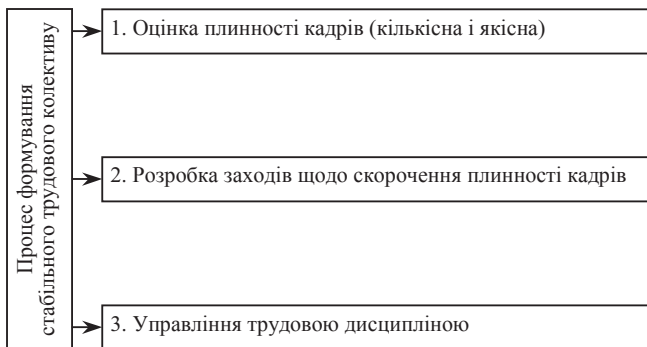 Процес формування
стабільного трудового колективу
1. Оцінка плинності кадрів (кількісна і якісна)
2. Розробка заходів щодо скорочення плинності кадрів
3. Управління трудовою дисципліною